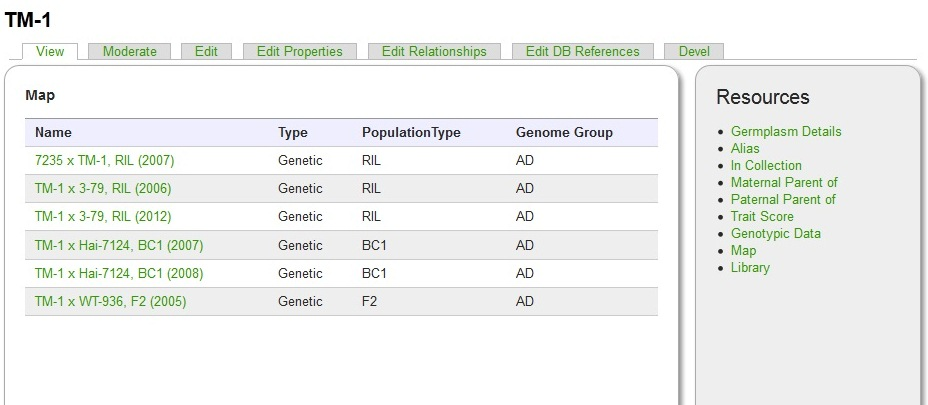 TM-1
View Moderate Edit Edit Properties Edit Relationships Edit DB References Devel
Map
Name Type PopulationType Genome Group
7235 x TM-1, RIL (2007) Genetic RIL AD
TM-1 x 3-79, RIL (2006) Genetic RIL AD
TM-1 x 3-79, RIL (2012) Genetic RIL AD
TM-1 x Hai-7124, BC1 (2007) Genetic BC1 AD
TM-1 x Hai-7124, BC1 (2008) Genetic BC1 AD
TM-1 x WT-936, F2 (2005) Genetic F2 AD
Resources
Germplasm Details
Alias
In Collection
Maternal Parent of
Paternal Parent of
Trait Score
Genotypic Data
Map
Library